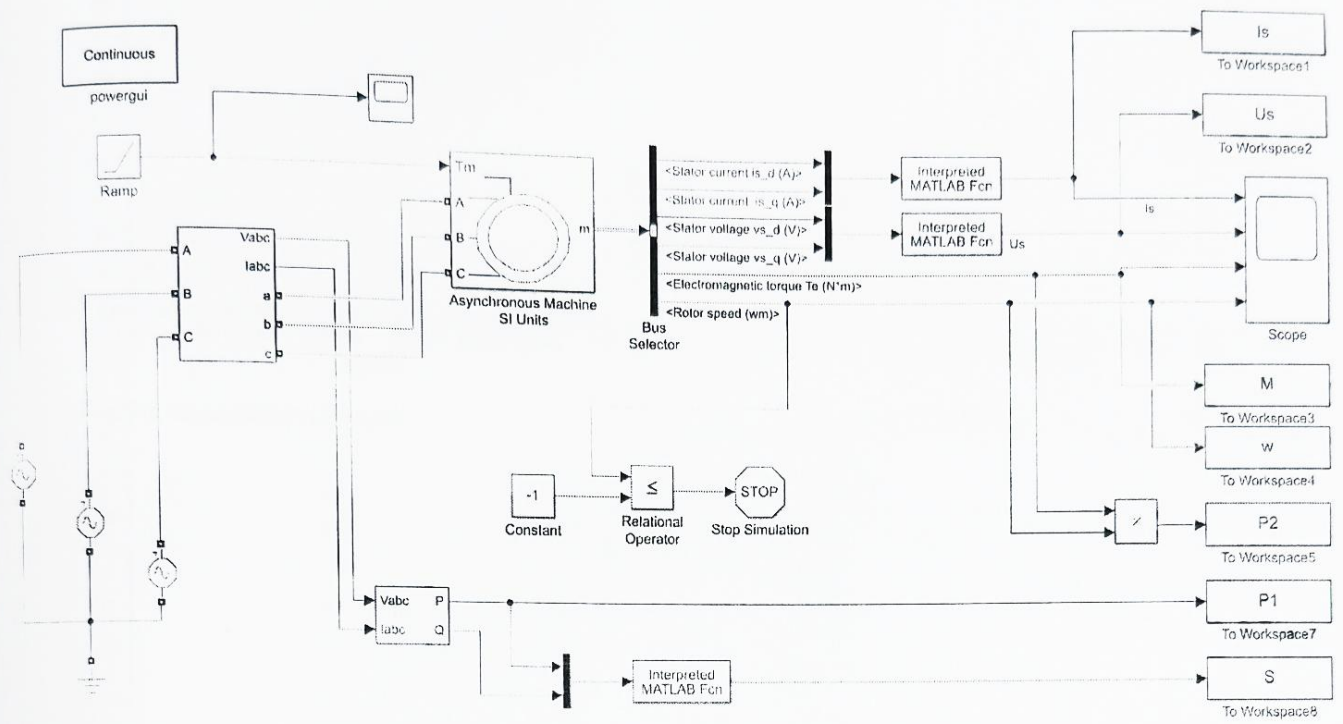 Continuous
powergui
Ramp
Vabc
Iabc
A
B
C
a
b
c
Tm
A
B
C
m
Asynchronous Machine
SI Units
Bus
Selector
<Stator current is_d (A)>
<Stator current is_q (A)>
<Stator voltage vs_d (V)>
<Stator voltage vs_q (V)>
<Electromagnetic torque Te (N*m)>
<Rotor speed (wm)>
Interpreted
MATLAB Fcn
Interpreted
MATLAB Fcn
Is
Us
Is
To Workspace1
Us
To Workspace2
Scope
M
To Workspace3
w
To Workspace4
P2
To Workspace5
P1
To Workspace7
S
To Workspace8
-1
Constant
≤
Relational
Operator
STOP
Stop Simulation
Vabc
Iabc
P
Q
Interpreted
MATLAB Fcn